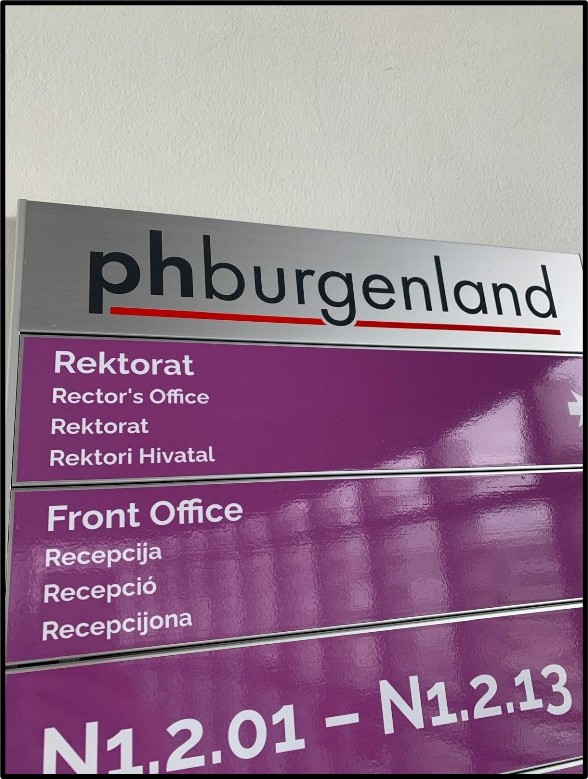 phburgenland
Rektorat
Rector's Office
Rektorat
Rektori Hivatal
Front Office
Recepcija
Recepció
Recepcijona
N1.2.01 – N1.2.13